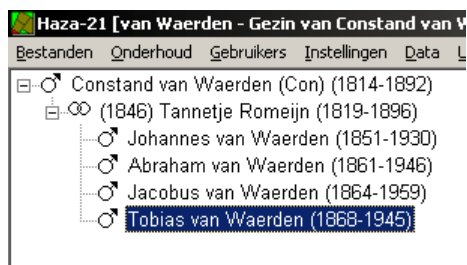 Haza-21 [van Waerden - Gezin van Constand van
Bestanden Onderhoud Gebruikers Instellingen Data
Constand van Waerden (Con) (1814-1892)
(1846) Tannetje Romeijn (1819-1896)
Johannes van Waerden (1851-1930)
Abraham van Waerden (1861-1946)
Jacobus van Waerden (1864-1959)
Tobias van Waerden (1868-1945)